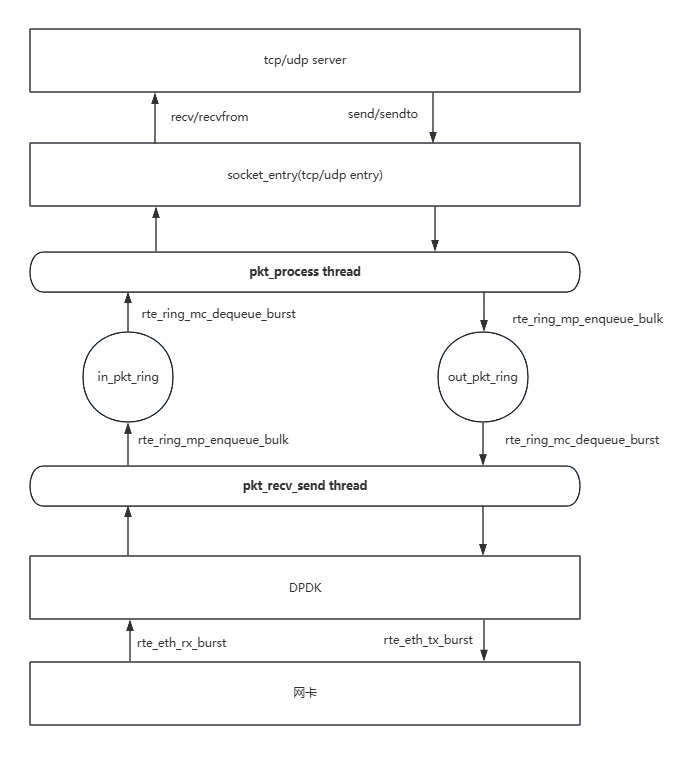 tcp/udp server
recv/recvfrom
send/sendto
socket_entry(tcp/udp entry)
pkt_process thread
rte_ring_mc_dequeue_burst
rte_ring_mp_enqueue_bulk
in_pkt_ring
out_pkt_ring
rte_ring_mp_enqueue_bulk
rte_ring_mc_dequeue_burst
pkt_recv_send thread
DPDK
rte_eth_rx_burst
rte_eth_tx_burst
网卡